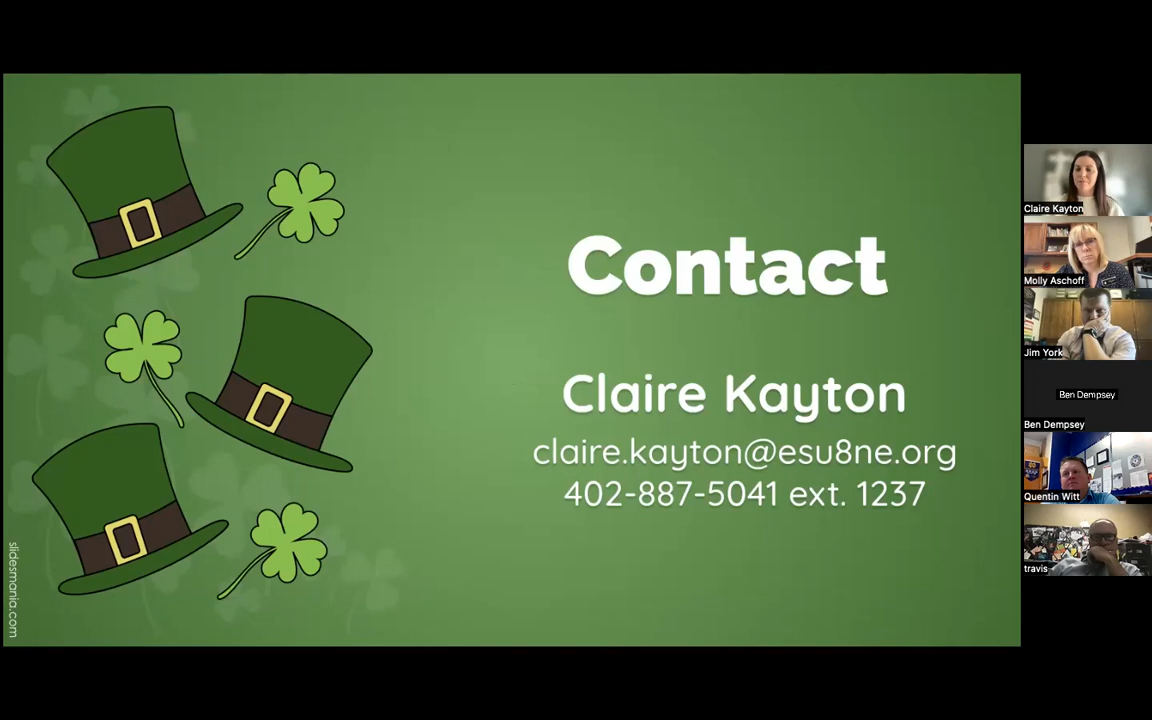 Contact
Claire Kayton
claire.kayton@esu8ne.org
402-887-5041 ext. 1237
slidesmania.com
Claire Kayton
Molly Aschoff
Jim York
Ben Dempsey
Ben Dempsey
Quentin Witt
travis